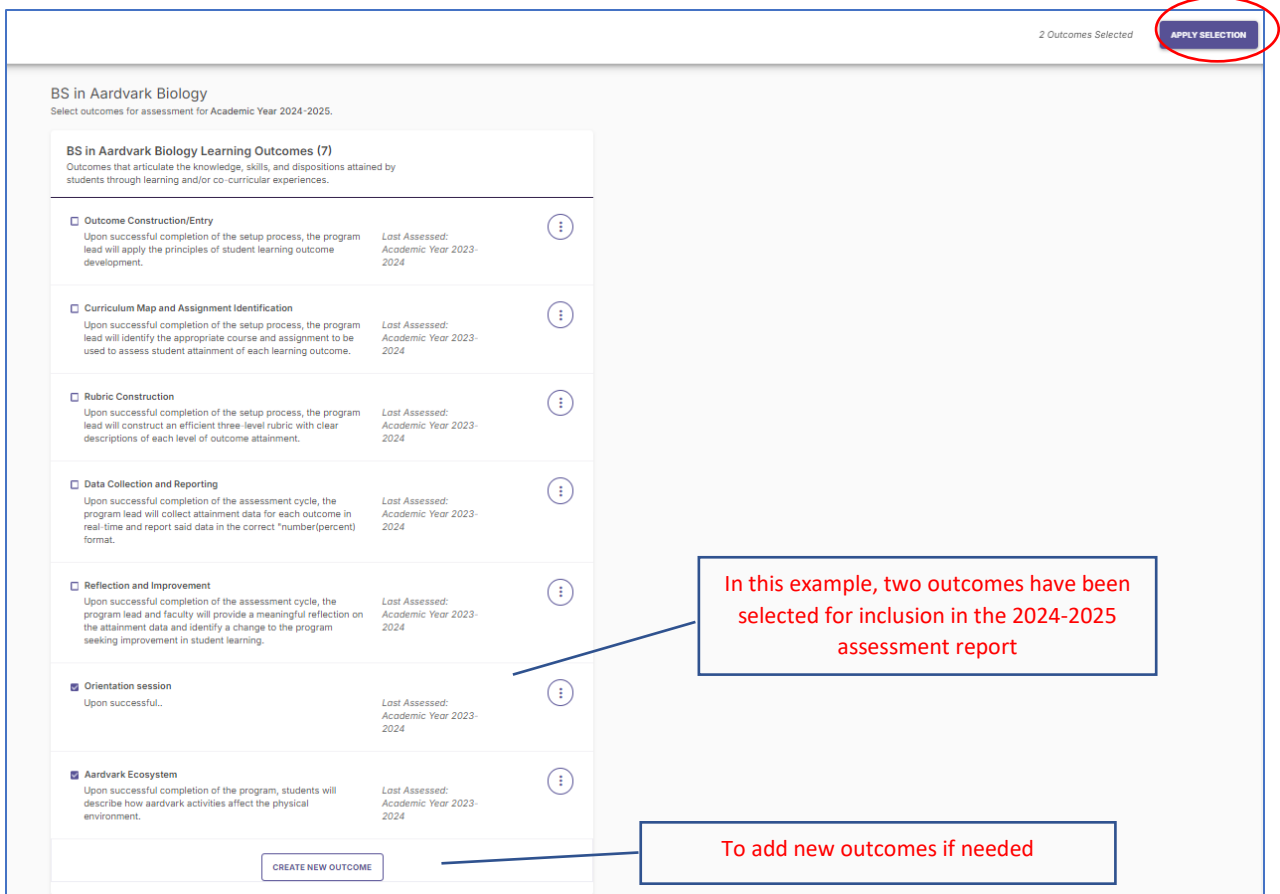 2 Outcomes Selected
APPLY SELECTION
BS in Aardvark Biology
Select outcomes for assessment for Academic Year 2024-2025.
BS in Aardvark Biology Learning Outcomes (7)
Outcomes that articulate the knowledge, skills, and dispositions attained by
students through learning and/or co-curricular experiences.
Outcome Construction/Entry
Upon successful completion of the setup process, the program
lead will apply the principles of student learning outcome
development.
Last Assessed:
Academic Year 2023-
2024
Curriculum Map and Assignment Identification
Upon successful completion of the setup process, the program
lead will identify the appropriate course and assignment to be
used to assess student attainment of each learning outcome.
Last Assessed:
Academic Year 2023-
2024
Rubric Construction
Upon successful completion of the setup process, the program
lead will construct an efficient three-level rubric with clear
descriptions of each level of outcome attainment.
Last Assessed:
Academic Year 2023-
2024
Data Collection and Reporting
Upon successful completion of the assessment cycle, the
program lead will collect attainment data for each outcome in
real-time and report said data in the correct "number(percent)
format.
Last Assessed:
Academic Year 2023-
2024
Reflection and Improvement
Upon successful completion of the assessment cycle, the
program lead and faculty will provide a meaningful reflection on
the attainment data and identify a change to the program
seeking improvement in student learning.
Last Assessed:
Academic Year 2023-
2024
In this example, two outcomes have been
selected for inclusion in the 2024-2025
assessment report
Orientation session
Upon successful..
Last Assessed:
Academic Year 2023-
2024
Aardvark Ecosystem
Upon successful completion of the program, students will
describe how aardvark activities affect the physical
environment.
Last Assessed:
Academic Year 2023-
2024
To add new outcomes if needed
CREATE NEW OUTCOME